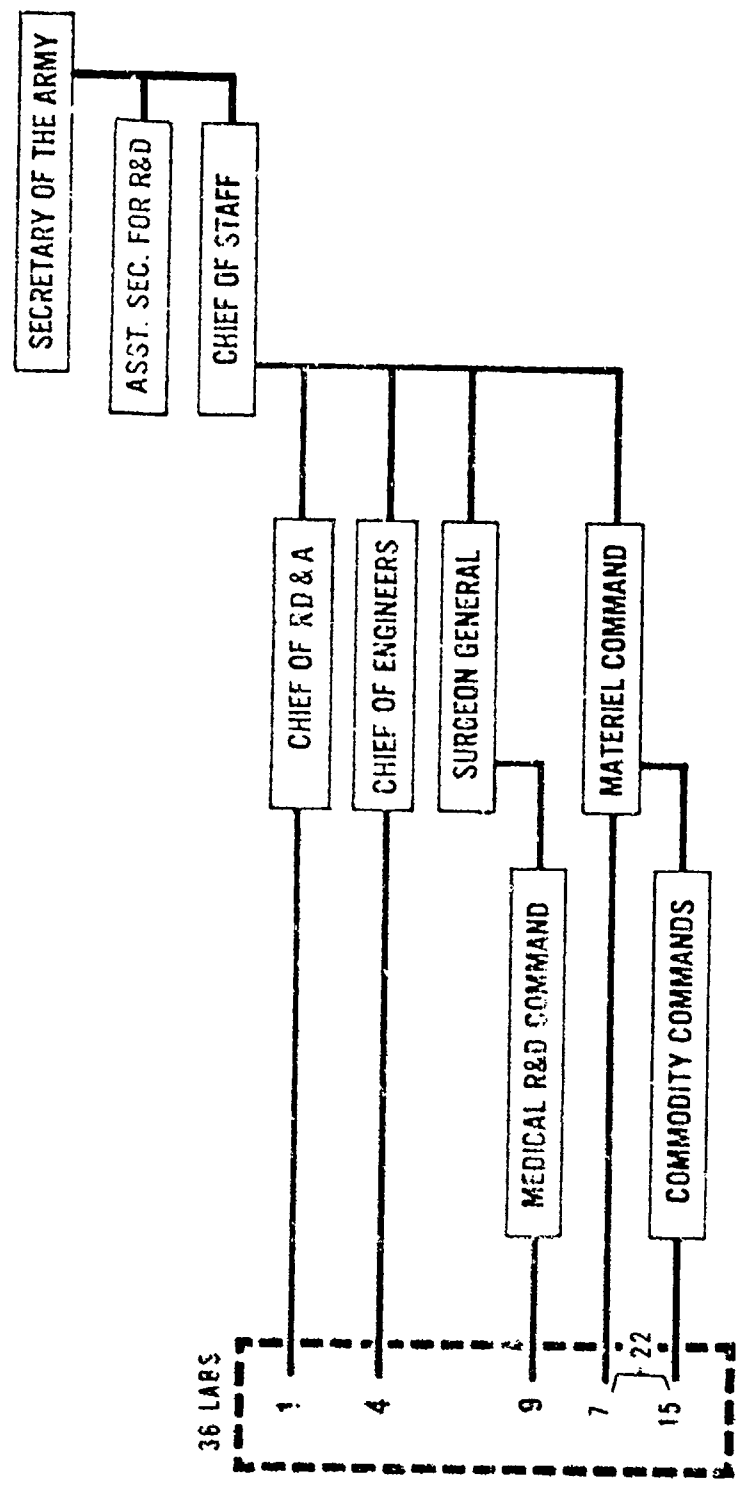 SECRETARY OF THE ARMY
ASST. SEC. FOR R&D
CHIEF OF STAFF
CHIEF OF RD & A
CHIEF OF ENGINEERS
SURGEON GENERAL
MATERIEL COMMAND
MEDICAL R&D COMMAND
COMMODITY COMMANDS
36 LABS
1
4
9
7
22
15